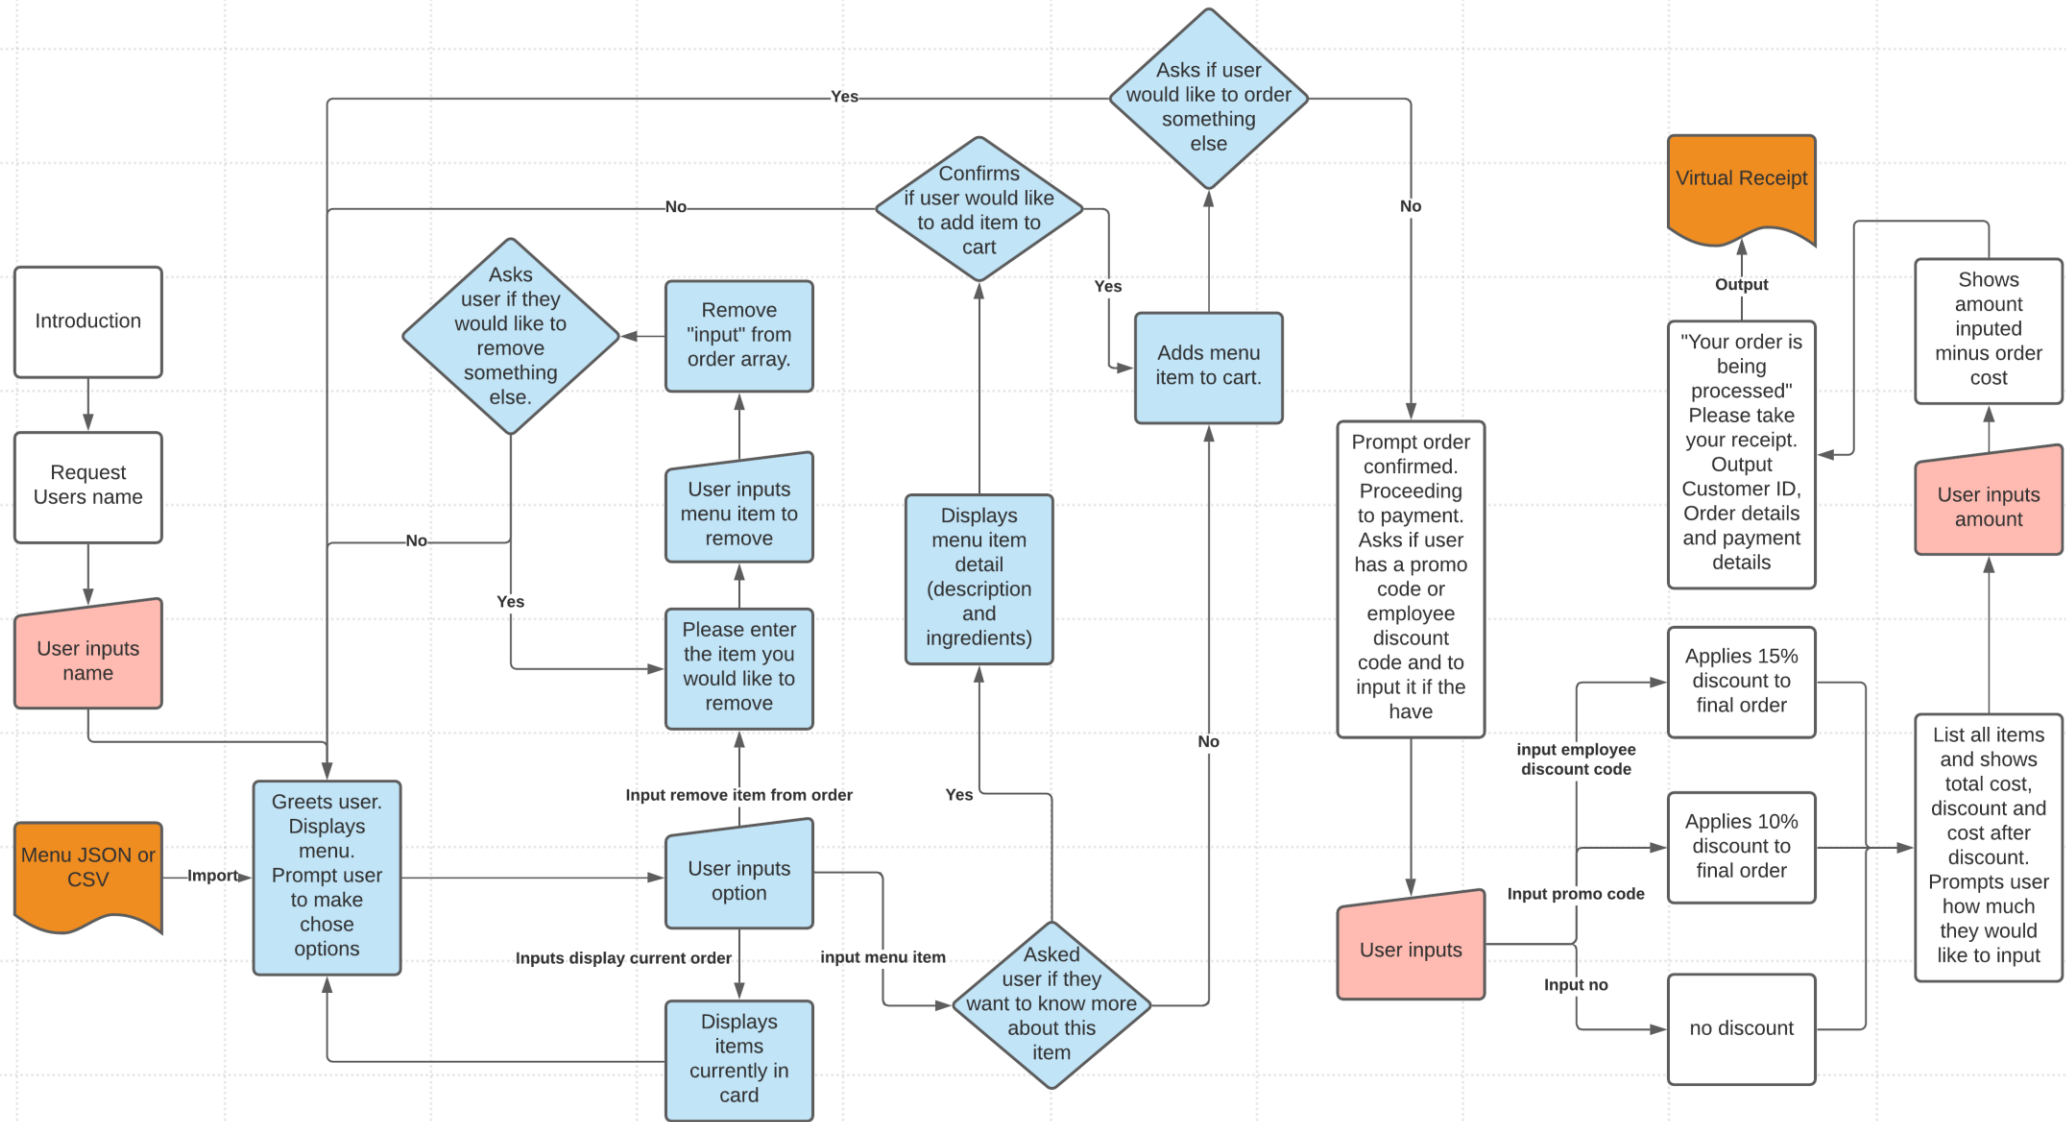 Introduction
Request
Users name
User inputs
name
Menu JSON or
CSV
Import
Greets user.
Displays
menu.
Prompt user
to make
chose
options
Yes
No
No
Asks
user if they
would like to
remove
something
else.
Yes
Remove
"input" from
order array.
User inputs
menu item to
remove
Please enter
the item you
would like to
remove
Input remove item from order
User inputs
option
Inputs display current order
Displays
items
currently in
card
input menu item
Asked
user if they
want to know more
about this
item
Yes
No
Displays
menu item
detail
(description
and
ingredients)
Confirms
if user would like
to add item to
cart
Yes
Adds menu
item to cart.
Asks if user
would like to order
something
else
No
Prompt order
confirmed.
Proceeding
to payment.
Asks if user
has a promo
code or
employee
discount
code and to
input it if the
have
User inputs
input employee
discount code
Input promo code
Input no
Applies 15%
discount to
final order
Applies 10%
discount to
final order
no discount
List all items
and shows
total cost,
discount and
cost after
discount.
Prompts user
how much
they would
like to input
User inputs
amount
Shows
amount
inputed
minus order
cost
"Your order is
being
processed"
Please take
your receipt.
Output
Customer ID,
Order details
and payment
details
Output
Virtual Receipt